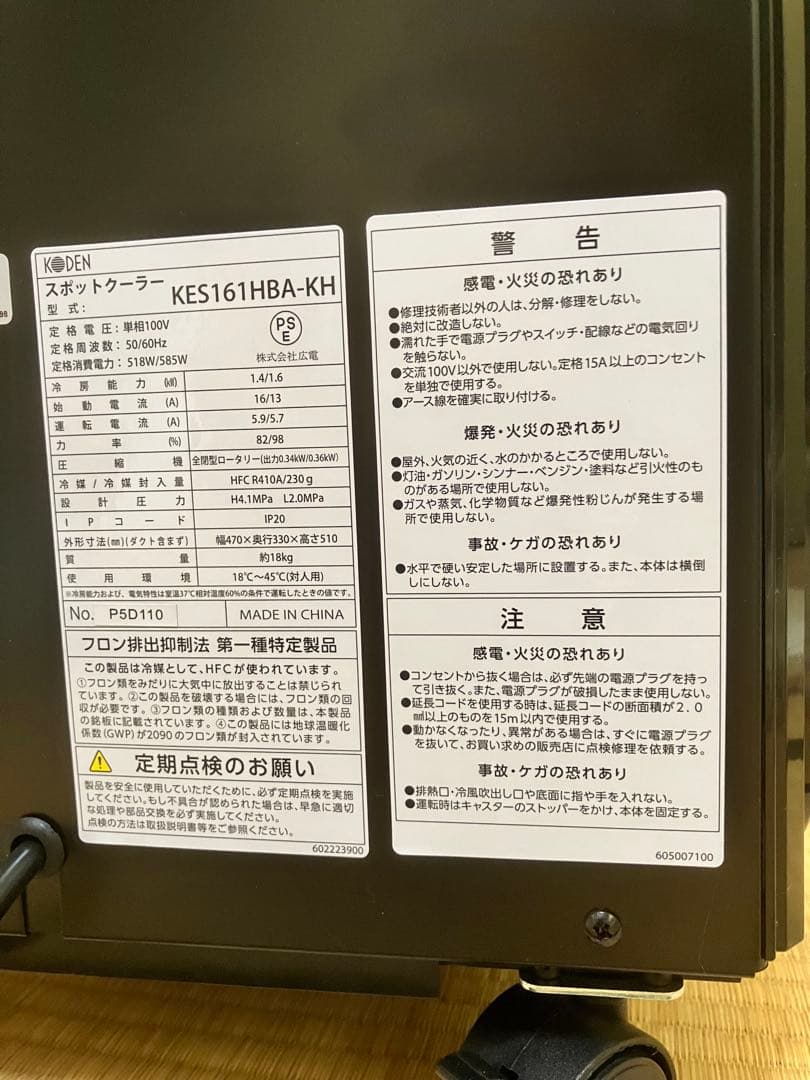 KODEN
スポットクーラー
型式: KES161HBA-KH
定格電圧:単相100V
定格周波数:50/60Hz
定格消費電力:518W/585W
PSE
株式会社広電
冷房能力(kW) 1.4/1.6
始動電流(A) 16/13
運転電流(A) 5.9/5.7
力率(%) 82/98
圧縮機 全閉型ロータリー(出力0.34kW/0.36kW)
冷媒/冷媒封入量 HFC R410A/230g
設計圧力 H4.1MPa L2.0MPa
IPコード IP20
外形寸法(mm)(ダクト含まず) 幅470×奥行330×高さ510
質量 約18kg
使用環境 18℃～45℃(対人用)
※冷房能力および、電気特性は室温37℃相対湿度60%の条件で運転したときの値です。
No. P5D110 MADE IN CHINA
フロン排出抑制法 第一種特定製品
この製品は冷媒として、HFCが使われています。
①フロン類をみだりに大気中に放出することは禁じられ
ています。②この製品を破壊する場合には、フロン類の回
収が必要です。③フロン類の種類および数量は、本製品
の銘板に記載されています。④この製品には地球温暖化
係数(GWP)が2090のフロン類が封入されています。
定期点検のお願い
製品を安全に使用していただくために、必ず定期点検を実施
してください。もし不具合が認められた場合は、早急に適切
な処理や部品交換を必ず実施してください。
点検の方法は取扱説明書等をご参照ください。
602223900
警告
感電・火災の恐れあり
●修理技術者以外の人は、分解・修理をしない。
●絶対に改造しない。
●濡れた手で電源プラグやスイッチ・配線などの電気回り
を触らない。
●交流100V以外で使用しない。定格15A以上のコンセント
を単独で使用する。
●アース線を確実に取り付ける。
爆発・火災の恐れあり
●屋外、火気の近く、水のかかるところで使用しない。
●灯油・ガソリン・シンナー・ベンジン・塗料など引火性のも
のがある場所で使用しない。
●ガスや蒸気、化学物質など爆発性粉じんが発生する場
所で使用しない。
事故・ケガの恐れあり
●水平で硬い安定した場所に設置する。また、本体は横倒
しにしない。
注意
感電・火災の恐れあり
●コンセントから抜く場合は、必ず先端の電源プラグを持っ
て引き抜く。また、電源プラグが破損したまま使用しない。
●延長コードを使用する時は、延長コードの断面積が2.0
㎟以上のものを15m以内で使用する。
●動かなくなったり、異常がある場合は、すぐに電源プラグ
を抜いて、お買い求めの販売店に点検修理を依頼する。
事故・ケガの恐れあり
●排熱口・冷風吹出し口や底面に指や手を入れない。
●運転時はキャスターのストッパーをかけ、本体を固定する。
605007100